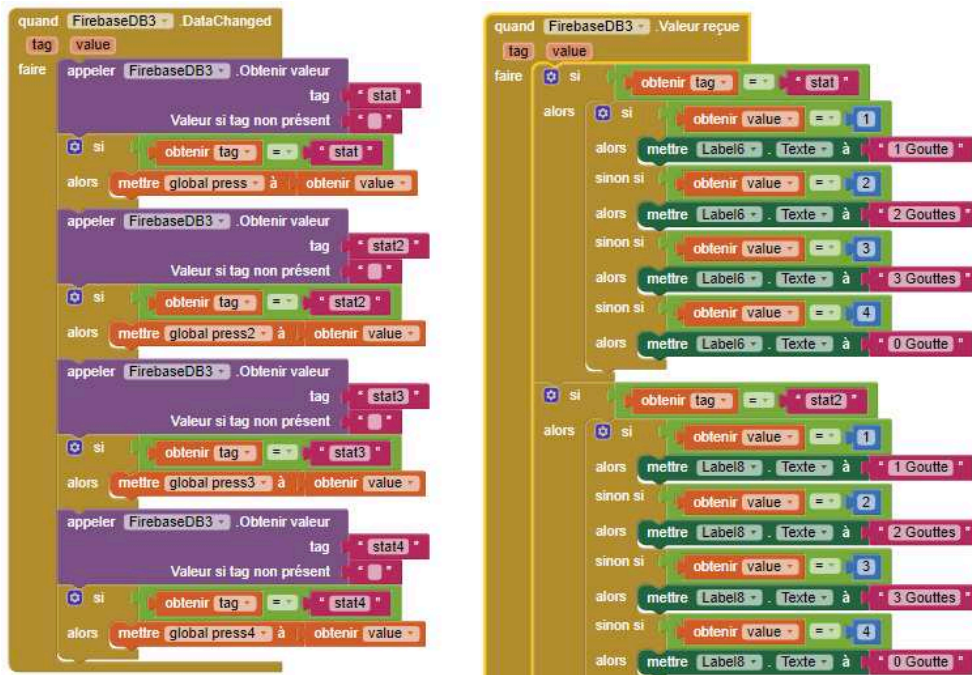 quand FirebaseDB3 .DataChanged
tag value
faire appeler FirebaseDB3 .Obtenir valeur
tag " stat "
Valeur si tag non présent " "
si obtenir tag = " stat "
alors mettre global press à obtenir value
appeler FirebaseDB3 .Obtenir valeur
tag " stat2 "
Valeur si tag non présent " "
si obtenir tag = " stat2 "
alors mettre global press2 à obtenir value
appeler FirebaseDB3 .Obtenir valeur
tag " stat3 "
Valeur si tag non présent " "
si obtenir tag = " stat3 "
alors mettre global press3 à obtenir value
appeler FirebaseDB3 .Obtenir valeur
tag " stat4 "
Valeur si tag non présent " "
si obtenir tag = " stat4 "
alors mettre global press4 à obtenir value
quand FirebaseDB3 .Valeur reçue
tag value
faire si obtenir tag = " stat "
alors si obtenir value = 1
alors mettre Label6 . Texte à " 1 Goutte "
sinon si obtenir value = 2
alors mettre Label6 . Texte à " 2 Gouttes "
sinon si obtenir value = 3
alors mettre Label6 . Texte à " 3 Gouttes "
sinon si obtenir value = 4
alors mettre Label6 . Texte à " 0 Goutte "
si obtenir tag = " stat2 "
alors si obtenir value = 1
alors mettre Label8 . Texte à " 1 Goutte "
sinon si obtenir value = 2
alors mettre Label8 . Texte à " 2 Gouttes "
sinon si obtenir value = 3
alors mettre Label8 . Texte à " 3 Gouttes "
sinon si obtenir value = 4
alors mettre Label8 . Texte à " 0 Goutte "